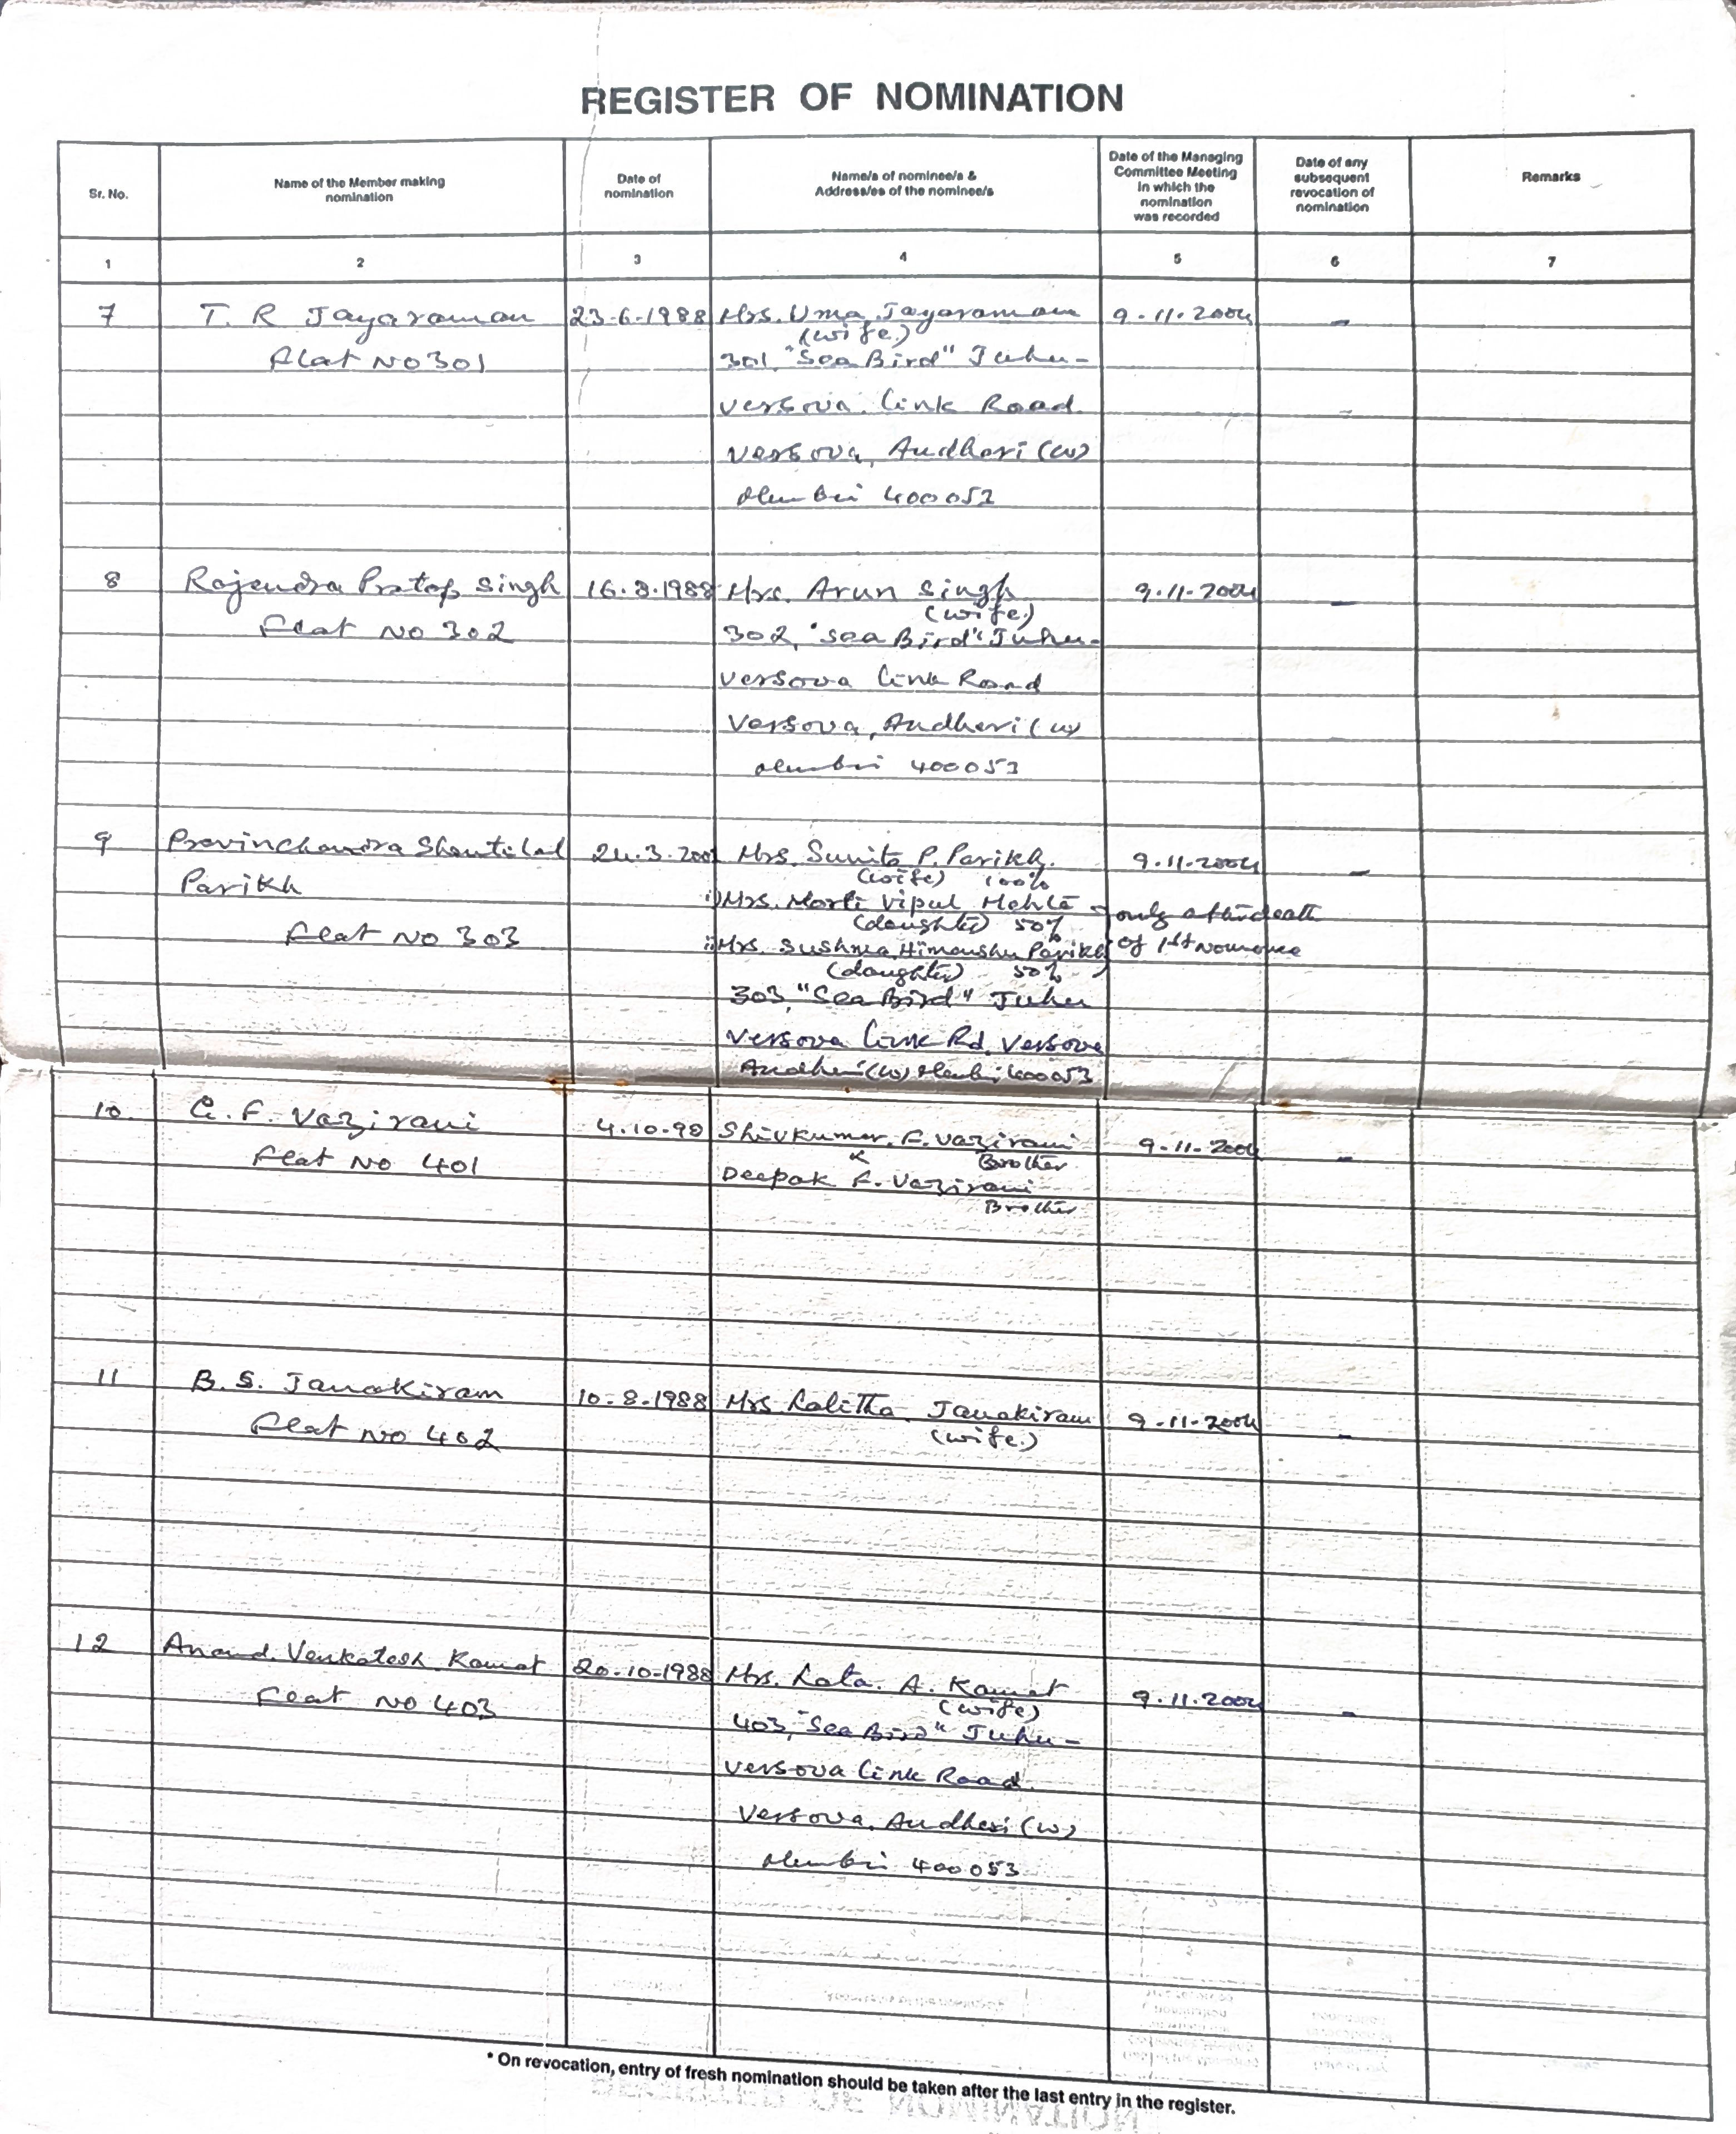 REGISTER OF NOMINATION
Sr. No.
Name of the Member making
nomination
Date of
nomination
Name/s of nominee/s &
Address/es of the nominee/s
Date of the Managing
Committee Meeting
in which the
nomination
was recorded
Date of any
subsequent
revocation of
nomination
Remarks
1 2 3 4 5 6 7
7 T. R Jayaraman 23-6-1988 Mrs. Uma Jayaraman 9-11-2004 -
(wife.)
Flat No 301 301, "Sea Bird" Juhu-
Versova Link Road.
Versova, Andheri (w)
Mumbai 400052
8 Rajendra Pratap Singh 16.8.1988 Mrs. Arun Singh 9.11-2004 -
(wife.)
Flat No 302 302, "Sea Bird" Juhu-
Versova Link Road
Versova, Andheri (w)
Mumbai 400053
9 Pravinchandra Shantilal 24.3.2001 Mrs. Sunita P. Parikh. 9.11-2004 -
(wife) 100%
Parikh i) Mrs. Vipul Mehta only after death
(daughter) 50%
Flat No 303 ii) Mrs. Sushma Himanshu Parikh of 1st Nominee
(daughter) 50%
303, "Sea Bird" Juhu
Versova Link Rd. Versova
Andheri (w) Mumbai 400053
10 G. F. Vazirani 4.10.90 Shivkumar. F. Vazirani 9-11-2004 -
Brother
Flat No 401 Deepak F. Vazirani
Brother
11 B. S. Janakiram 10-8-1988 Mrs Lalitha Janakiram 9-11-2004 -
(wife.)
Flat No 402
12 Anand. Venkatesh. Kamat 20-10-1988 Mrs. Lata. A. Kamat 9.11.2004 -
(wife)
Flat No 403 403, "Sea Bird" Juhu-
Versova Link Road.
Versova, Andheri (w)
Mumbai 400053
* On revocation, entry of fresh nomination should be taken after the last entry in the register.